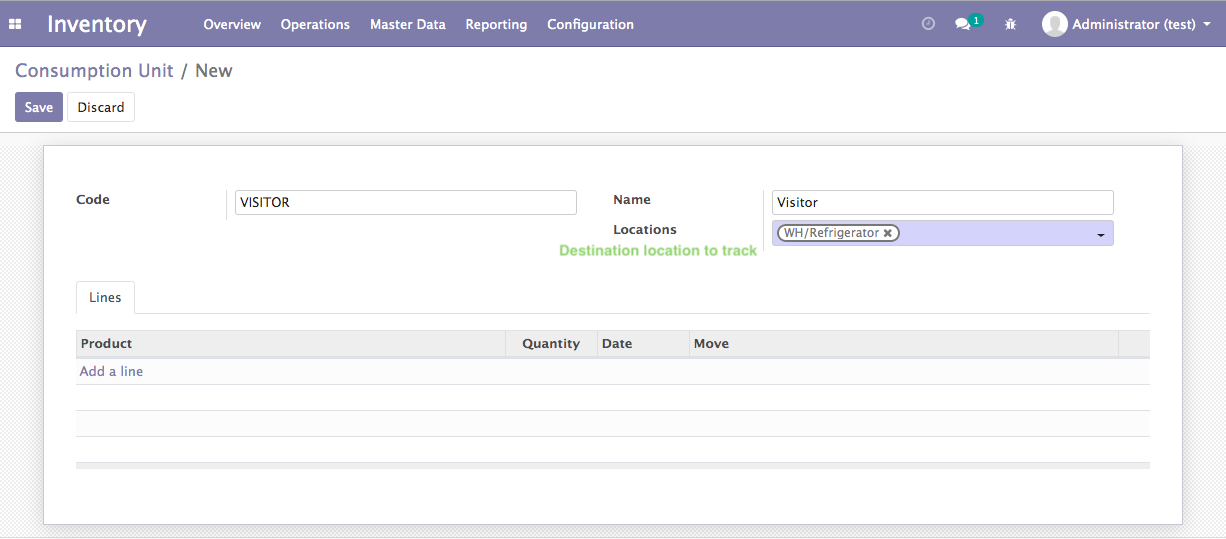 Inventory Overview Operations Master Data Reporting Configuration 1 Administrator (test)
Consumption Unit / New
Save Discard
Code VISITOR Name Visitor
Locations WH/Refrigerator
Destination location to track
Lines
Product Quantity Date Move
Add a line